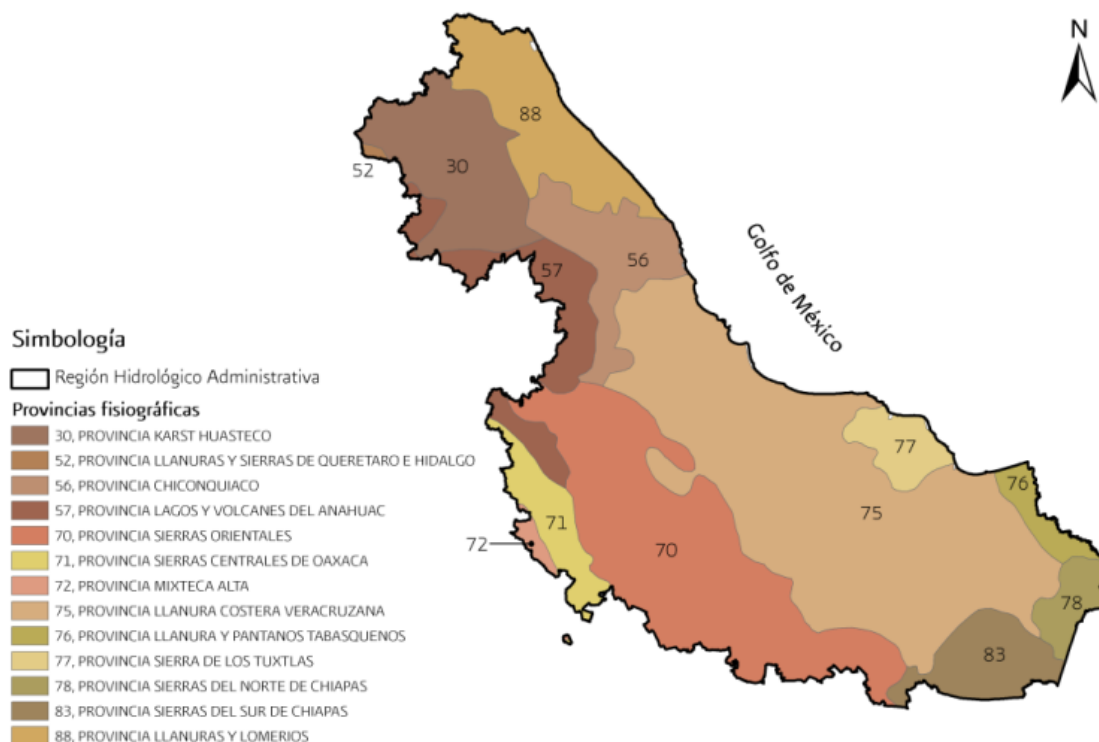 N
88
30
52
Golfo de México
56
57
77
76
75
71
72
70
78
83
Simbología
Región Hidrológico Administrativa
Provincias fisiográficas
30, PROVINCIA KARST HUASTECO
52, PROVINCIA LLANURAS Y SIERRAS DE QUERETARO E HIDALGO
56, PROVINCIA CHICONQUIACO
57, PROVINCIA LAGOS Y VOLCANES DEL ANAHUAC
70, PROVINCIA SIERRAS ORIENTALES
71, PROVINCIA SIERRAS CENTRALES DE OAXACA
72, PROVINCIA MIXTECA ALTA
75, PROVINCIA LLANURA COSTERA VERACRUZANA
76, PROVINCIA LLANURA Y PANTANOS TABASQUENOS
77, PROVINCIA SIERRA DE LOS TUXTLAS
78, PROVINCIA SIERRAS DEL NORTE DE CHIAPAS
83, PROVINCIA SIERRAS DEL SUR DE CHIAPAS
88, PROVINCIA LLANURAS Y LOMERIOS